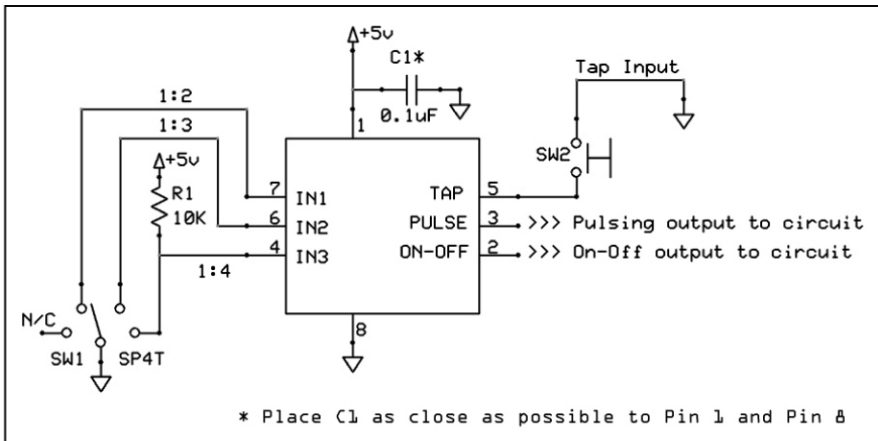 +5v
C1*
0.1uF
Tap Input
1:2
1:3
1
+5v
R1
10K
SW2
7 IN1
TAP 5
6 IN2
PULSE 3 >>> Pulsing output to circuit
4 IN3
ON-OFF 2 >>> On-Off output to circuit
1:4
N/C
8
SW1 SP4T
* Place C1 as close as possible to Pin 1 and Pin 8